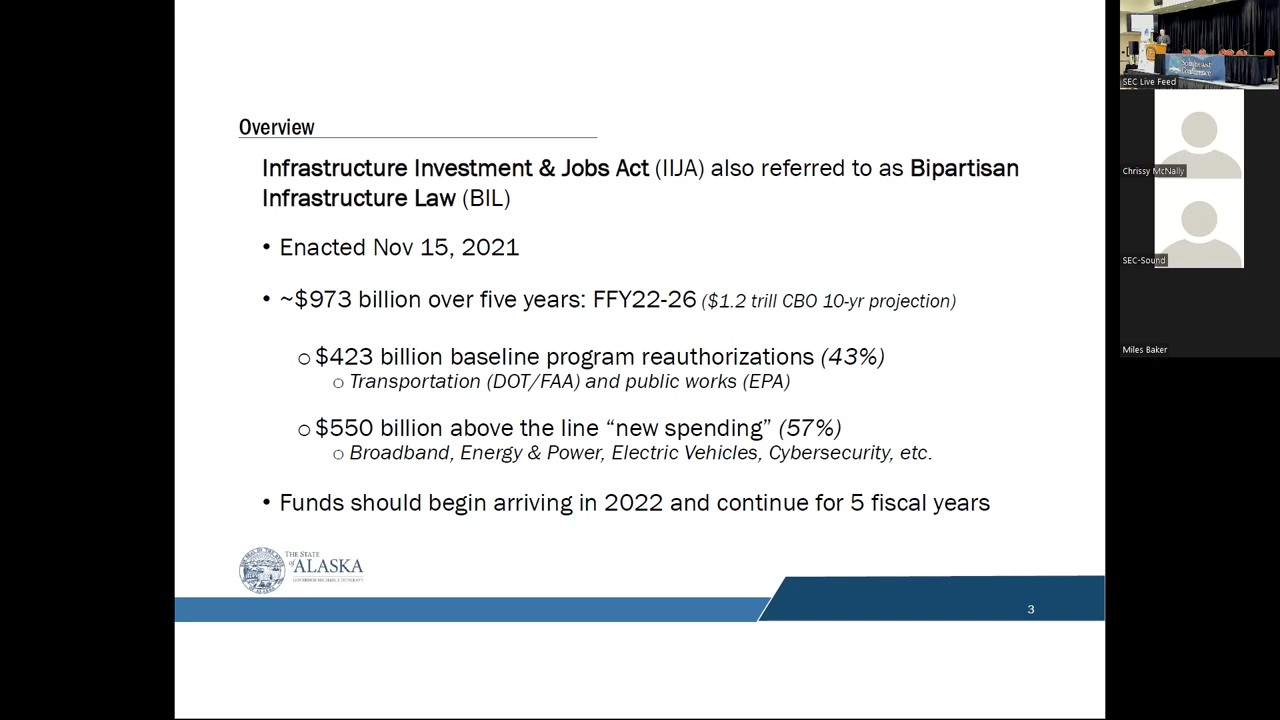 Overview
Infrastructure Investment & Jobs Act (IIJA) also referred to as Bipartisan
Infrastructure Law (BIL)
• Enacted Nov 15, 2021
• ~$973 billion over five years: FFY22-26 ($1.2 trill CBO 10-yr projection)
○ $423 billion baseline program reauthorizations (43%)
○ Transportation (DOT/FAA) and public works (EPA)
○ $550 billion above the line “new spending” (57%)
○ Broadband, Energy & Power, Electric Vehicles, Cybersecurity, etc.
• Funds should begin arriving in 2022 and continue for 5 fiscal years
THE STATE
of ALASKA
3
Southeast
Conference
SEC Live Feed
Chrissy McNally
SEC-Sound
Miles Baker